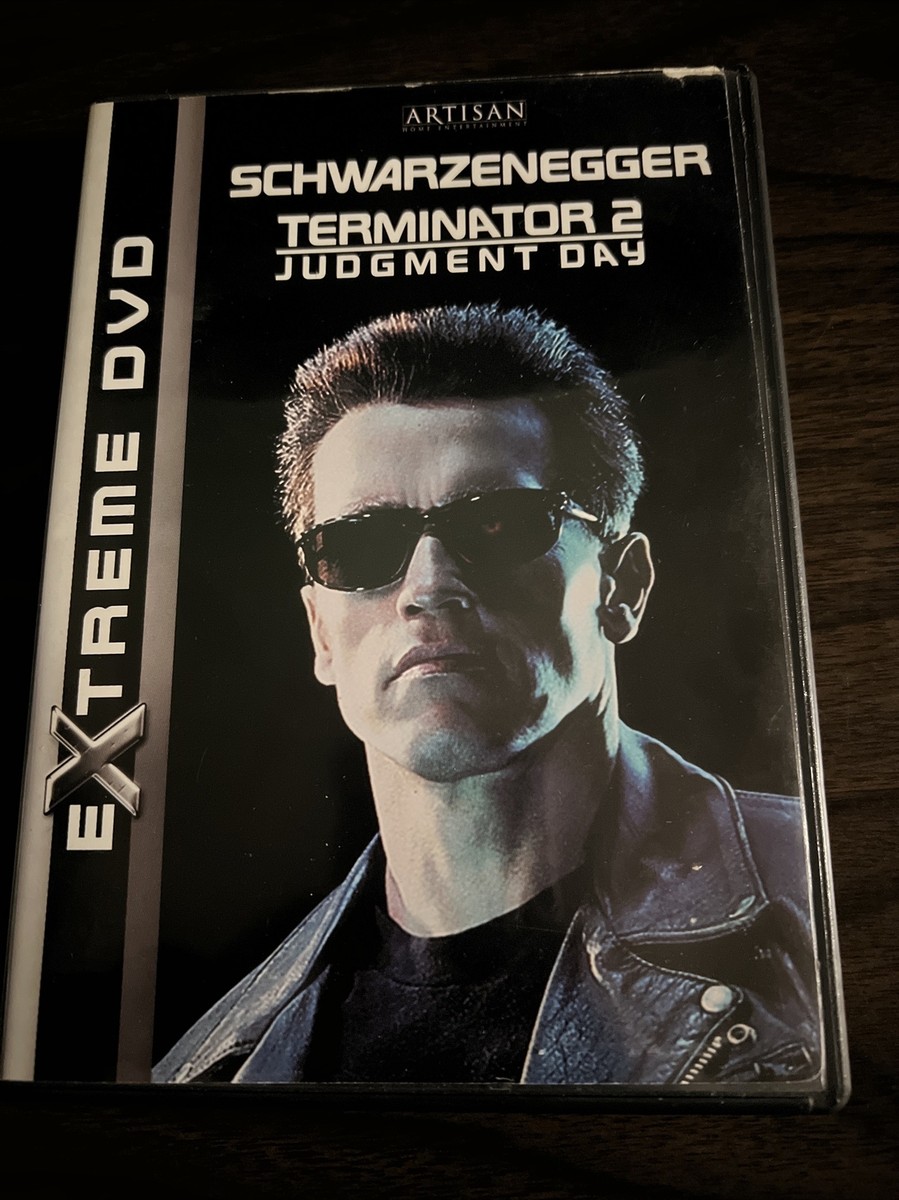 ARTISAN
HOME ENTERTAINMENT
SCHWARZENEGGER
TERMINATOR 2
JUDGMENT DAY
EXTREME DVD